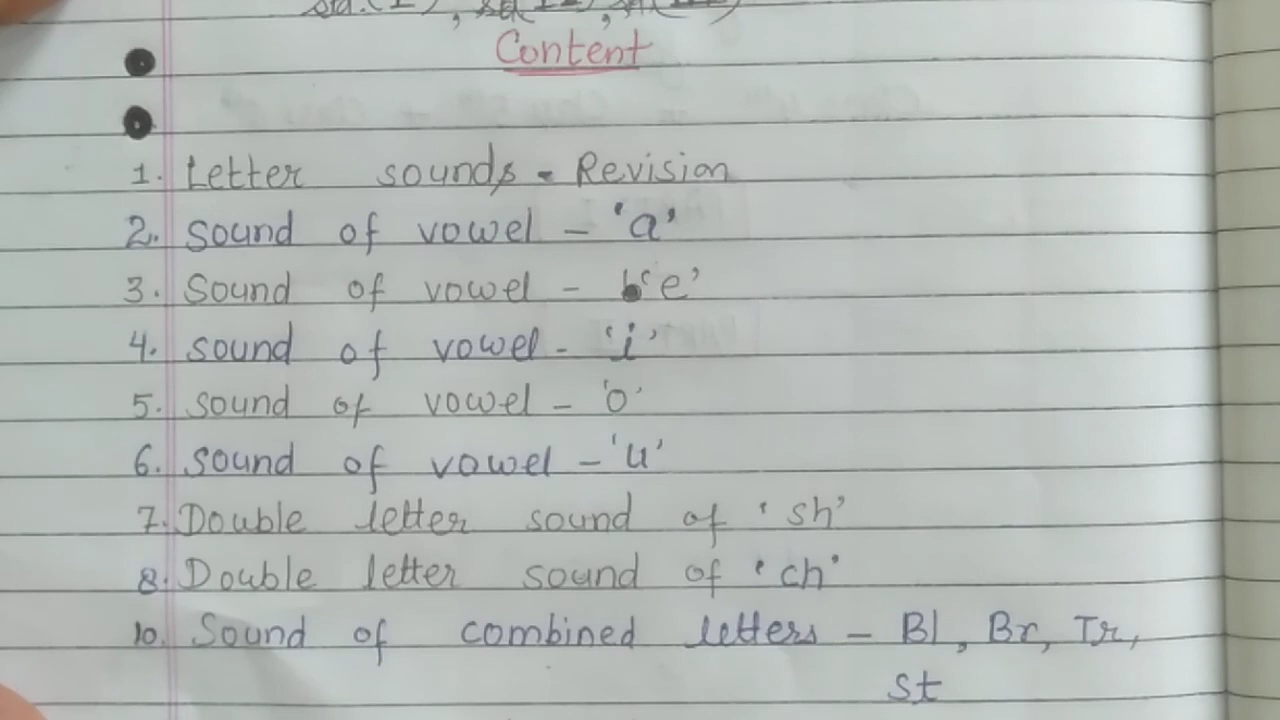 Content
1. Letter sounds - Revision
2. Sound of vowel - 'a'
3. Sound of vowel - 'e'
4. sound of vowel - 'i'
5. sound of vowel - 'o'
6. sound of vowel - 'u'
7. Double letter sound of 'sh'
8. Double letter sound of 'ch'
10. Sound of combined letters - Bl, Br, Tr,
st